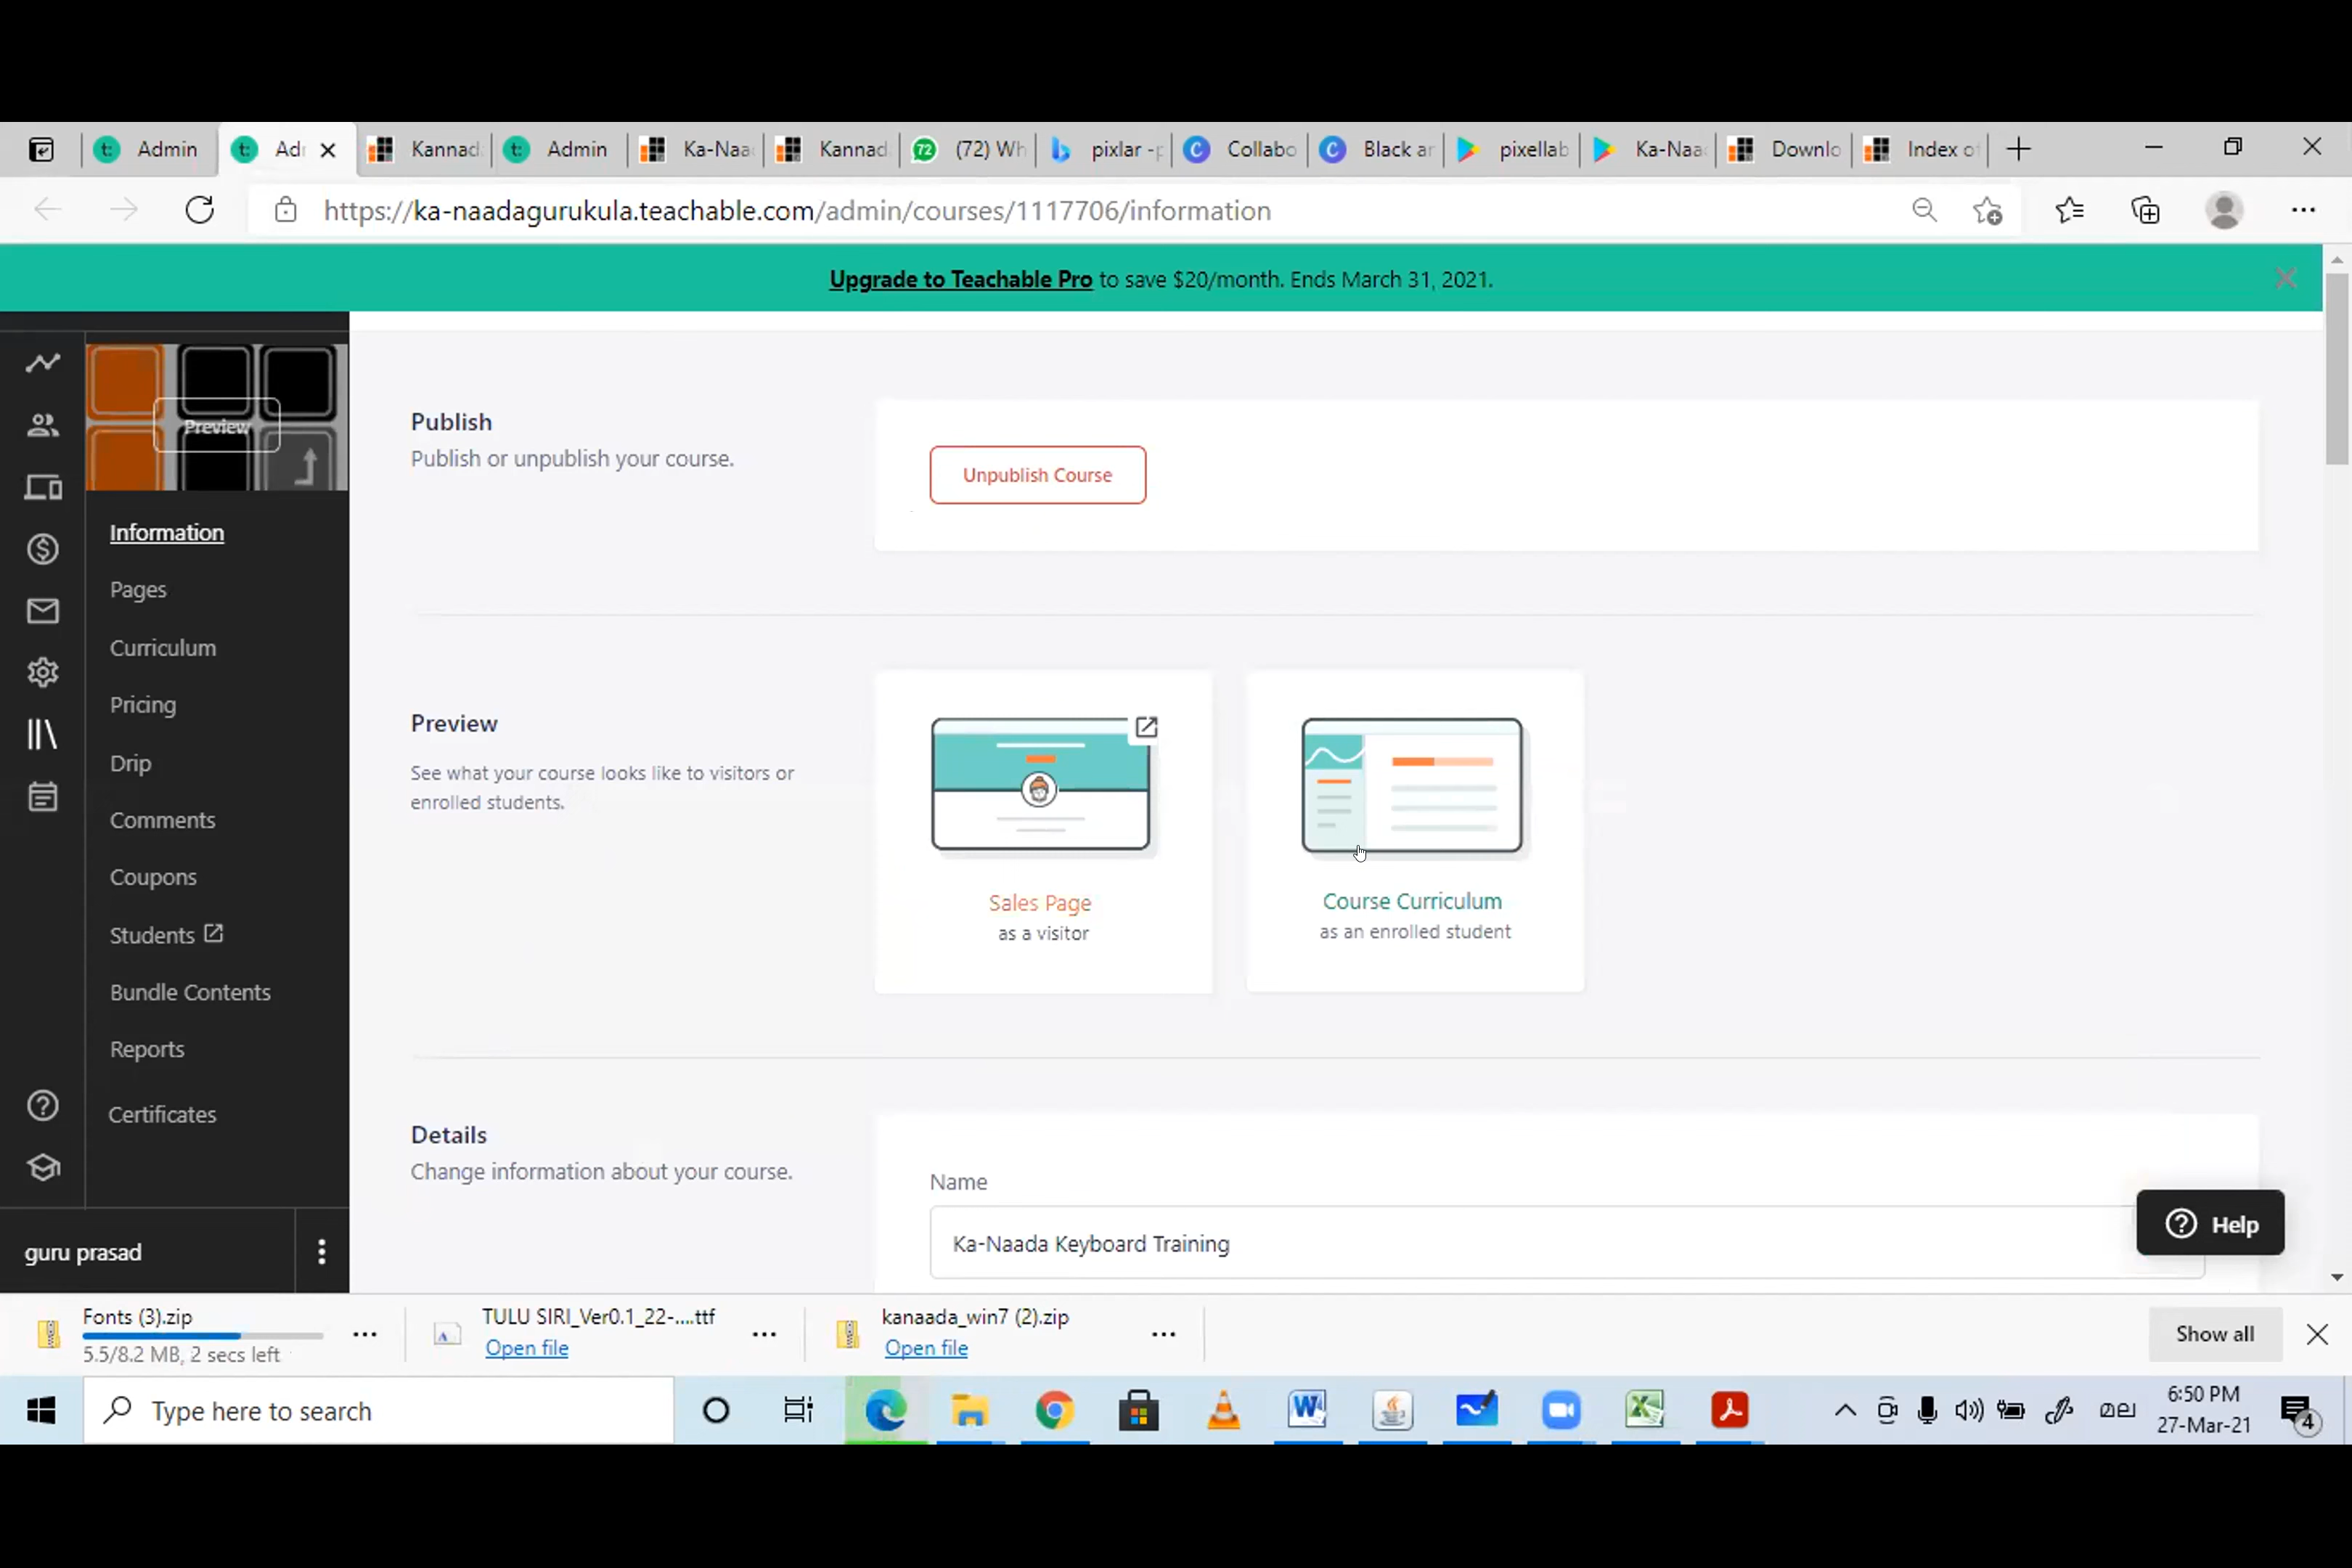 Admin
Adı
Kannad
Admin
Ka-Naa
Kannad
72
(72) Wh
pixlar - p
Collabo
Black ar
pixellab
Ka-Naa
Downlo
Index o
https://ka-naadagurukula.teachable.com/admin/courses/1117706/information
Upgrade to Teachable Pro to save $20/month. Ends March 31, 2021.
Preview
Information
Pages
Curriculum
Pricing
Drip
Comments
Coupons
Students
Bundle Contents
Reports
Certificates
guru prasad
Publish
Publish or unpublish your course.
Unpublish Course
Preview
See what your course looks like to visitors or
enrolled students.
Sales Page
as a visitor
Course Curriculum
as an enrolled student
Details
Change information about your course.
Name
Ka-Naada Keyboard Training
Help
Fonts (3).zip
5.5/8.2 MB, 2 secs left
TULU SIRI_Ver0.1_22-....ttf
Open file
kanaada_win7 (2).zip
Open file
Show all
Type here to search
മല
6:50 PM
27-Mar-21
4